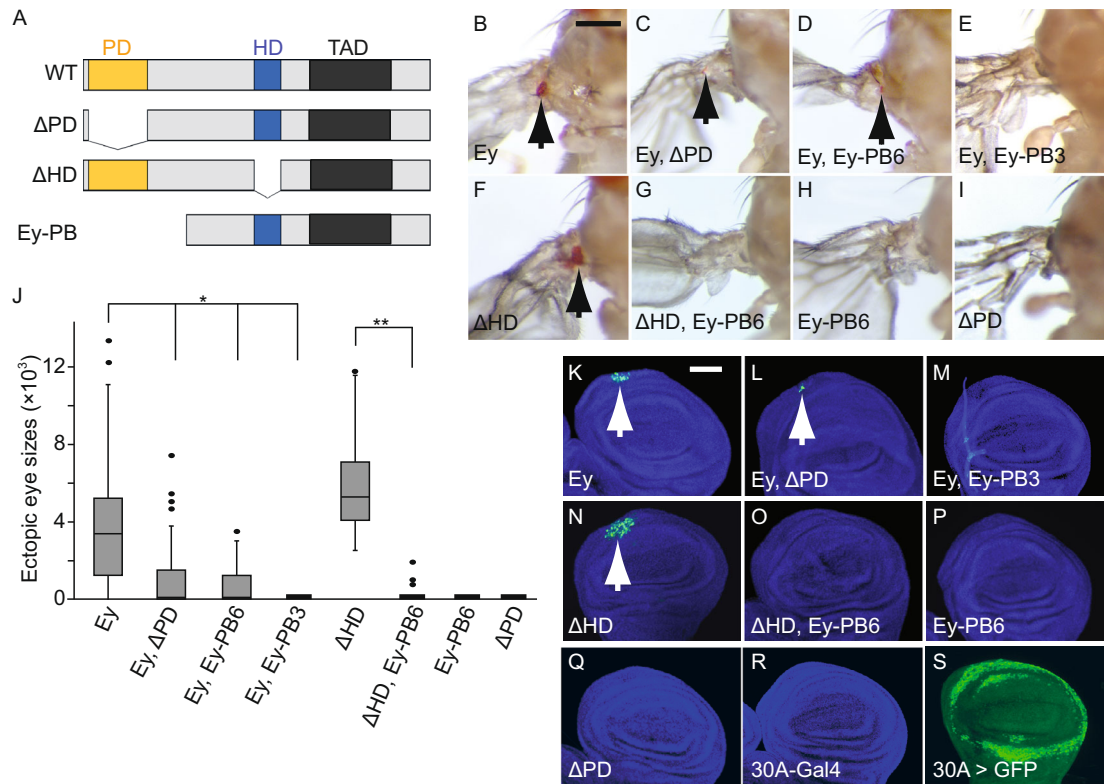 A
PD HD TAD
WT
ΔPD
ΔHD
Ey-PB
B
Ey
C
Ey, ΔPD
D
Ey, Ey-PB6
E
Ey, Ey-PB3
F
ΔHD
G
ΔHD, Ey-PB6
H
Ey-PB6
I
ΔPD
J
Ectopic eye sizes (×10³)
12
8
4
0
*
**
Ey
Ey, ΔPD
Ey, Ey-PB6
Ey, Ey-PB3
ΔHD
ΔHD, Ey-PB6
Ey-PB6
ΔPD
K
Ey
L
Ey, ΔPD
M
Ey, Ey-PB3
N
ΔHD
O
ΔHD, Ey-PB6
P
Ey-PB6
Q
ΔPD
R
30A-Gal4
S
30A > GFP